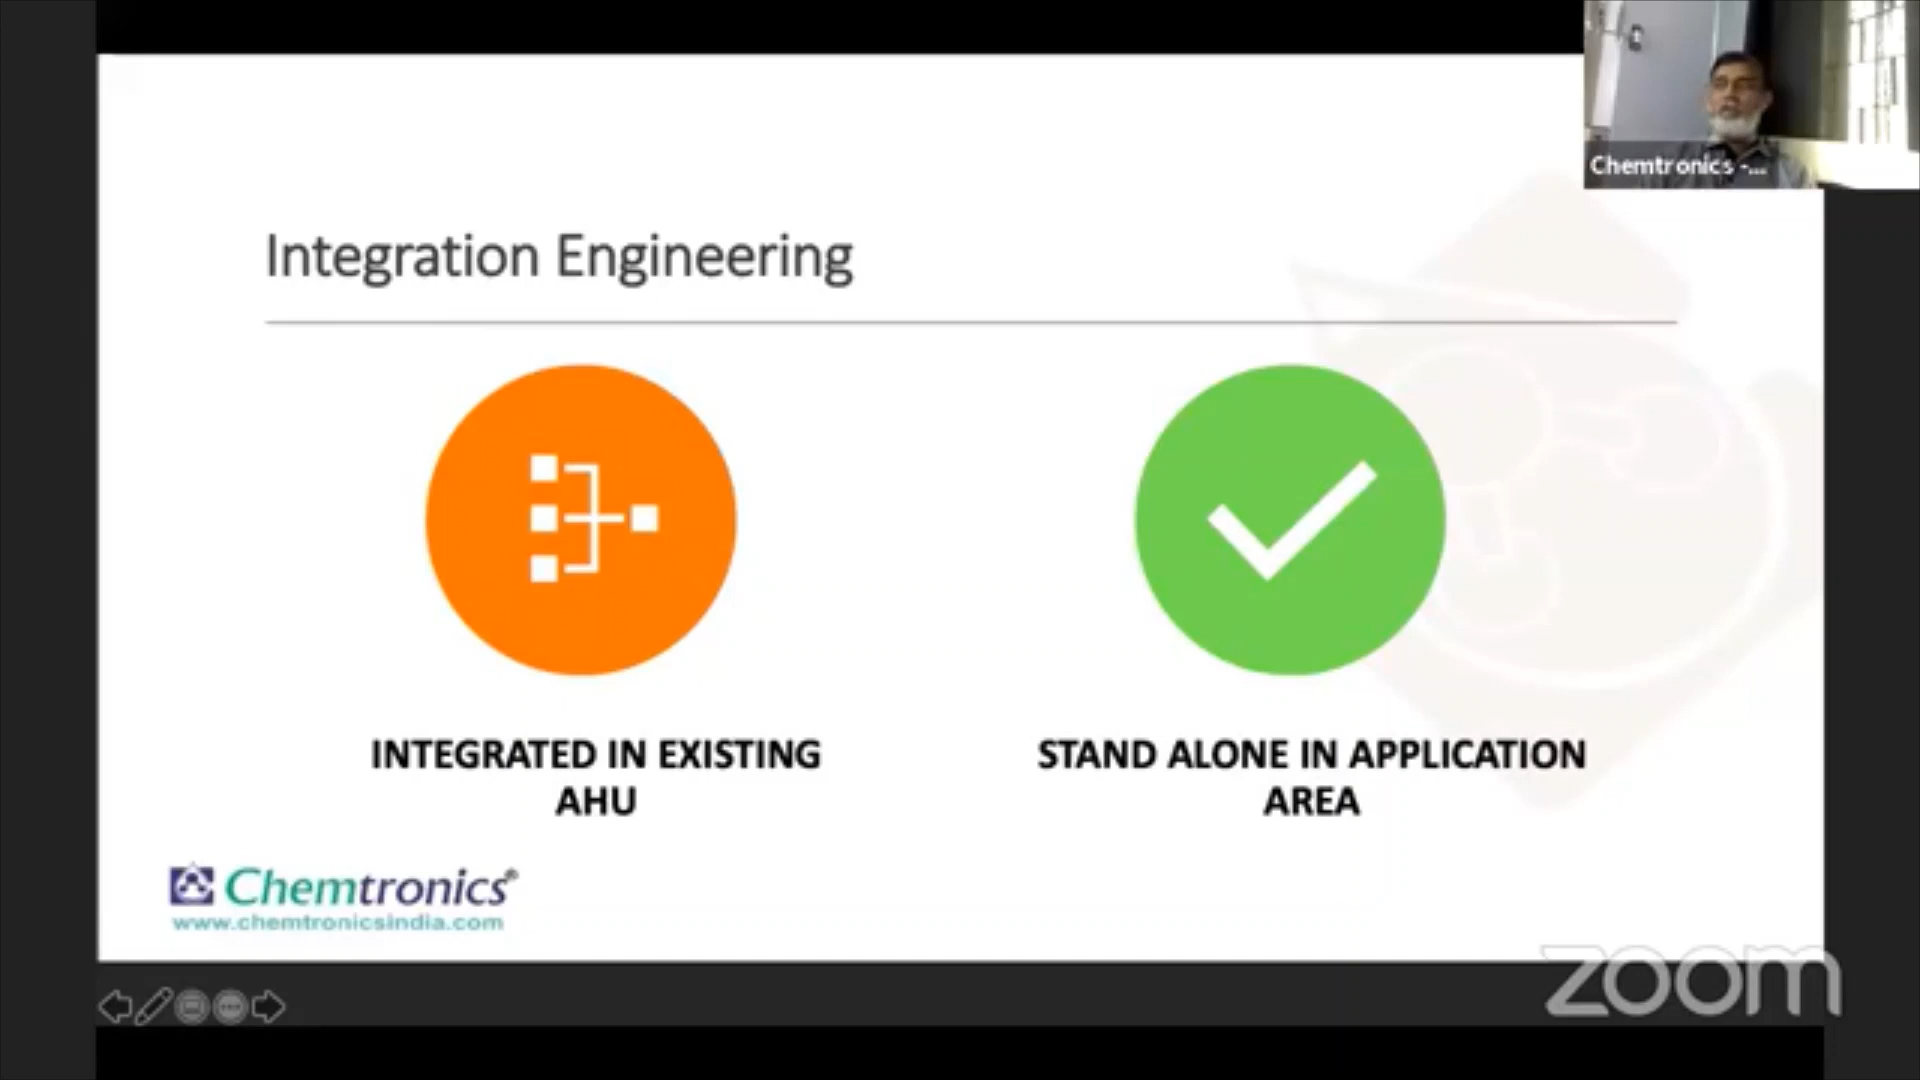 Chemtronics -...
Integration Engineering
INTEGRATED IN EXISTING
AHU
STAND ALONE IN APPLICATION
AREA
Chemtronics®
www.chemtronicsindia.com
zoom